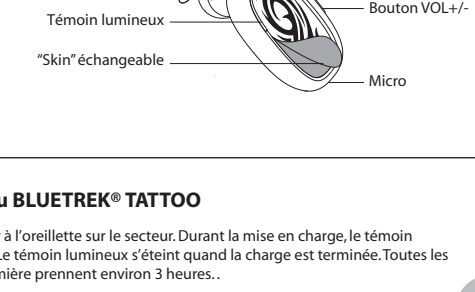 Témoin lumineux
Bouton VOL+/-
“Skin” échangeable
Micro
BLUETREK® TATTOO
à l’oreillette sur le secteur. Durant la mise en charge, le témoin
Le témoin lumineux s’éteint quand la charge est terminée. Toutes les
prennent environ 3 heures..